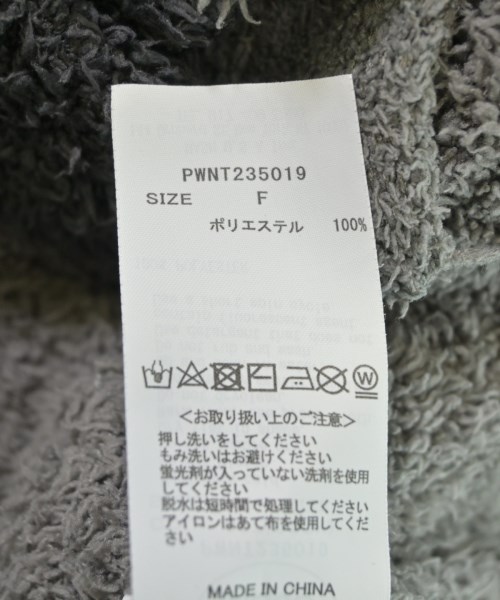 PWNT235019
SIZE F
ポリエステル 100%
<お取り扱い上のご注意>
押し洗いをしてください
もみ洗いはお避けください
蛍光剤が入っていない洗剤を使用
してください
脱水は短時間で処理してください
アイロンはあて布を使用してくだ
さい
MADE IN CHINA